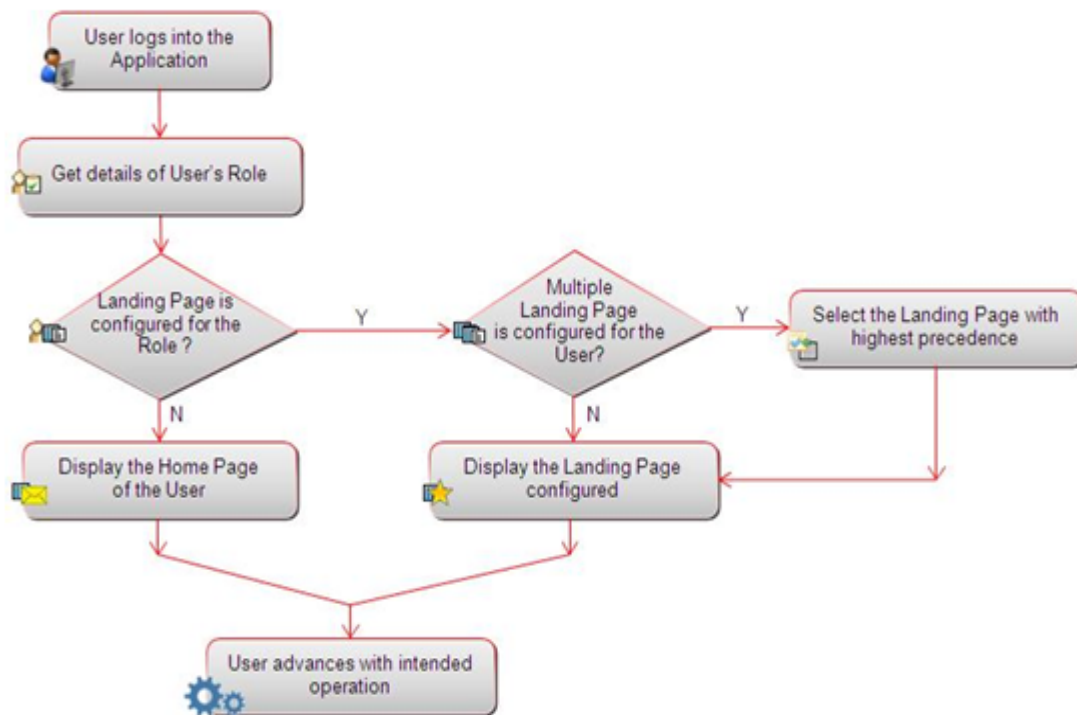 User logs into the
Application
Get details of User's Role
Landing Page is
configured for the
Role ?
Y
Multiple
Landing Page
is configured for the
User?
Y
Select the Landing Page with
highest precedence
N
N
Display the Home Page
of the User
Display the Landing Page
configured
User advances with intended
operation